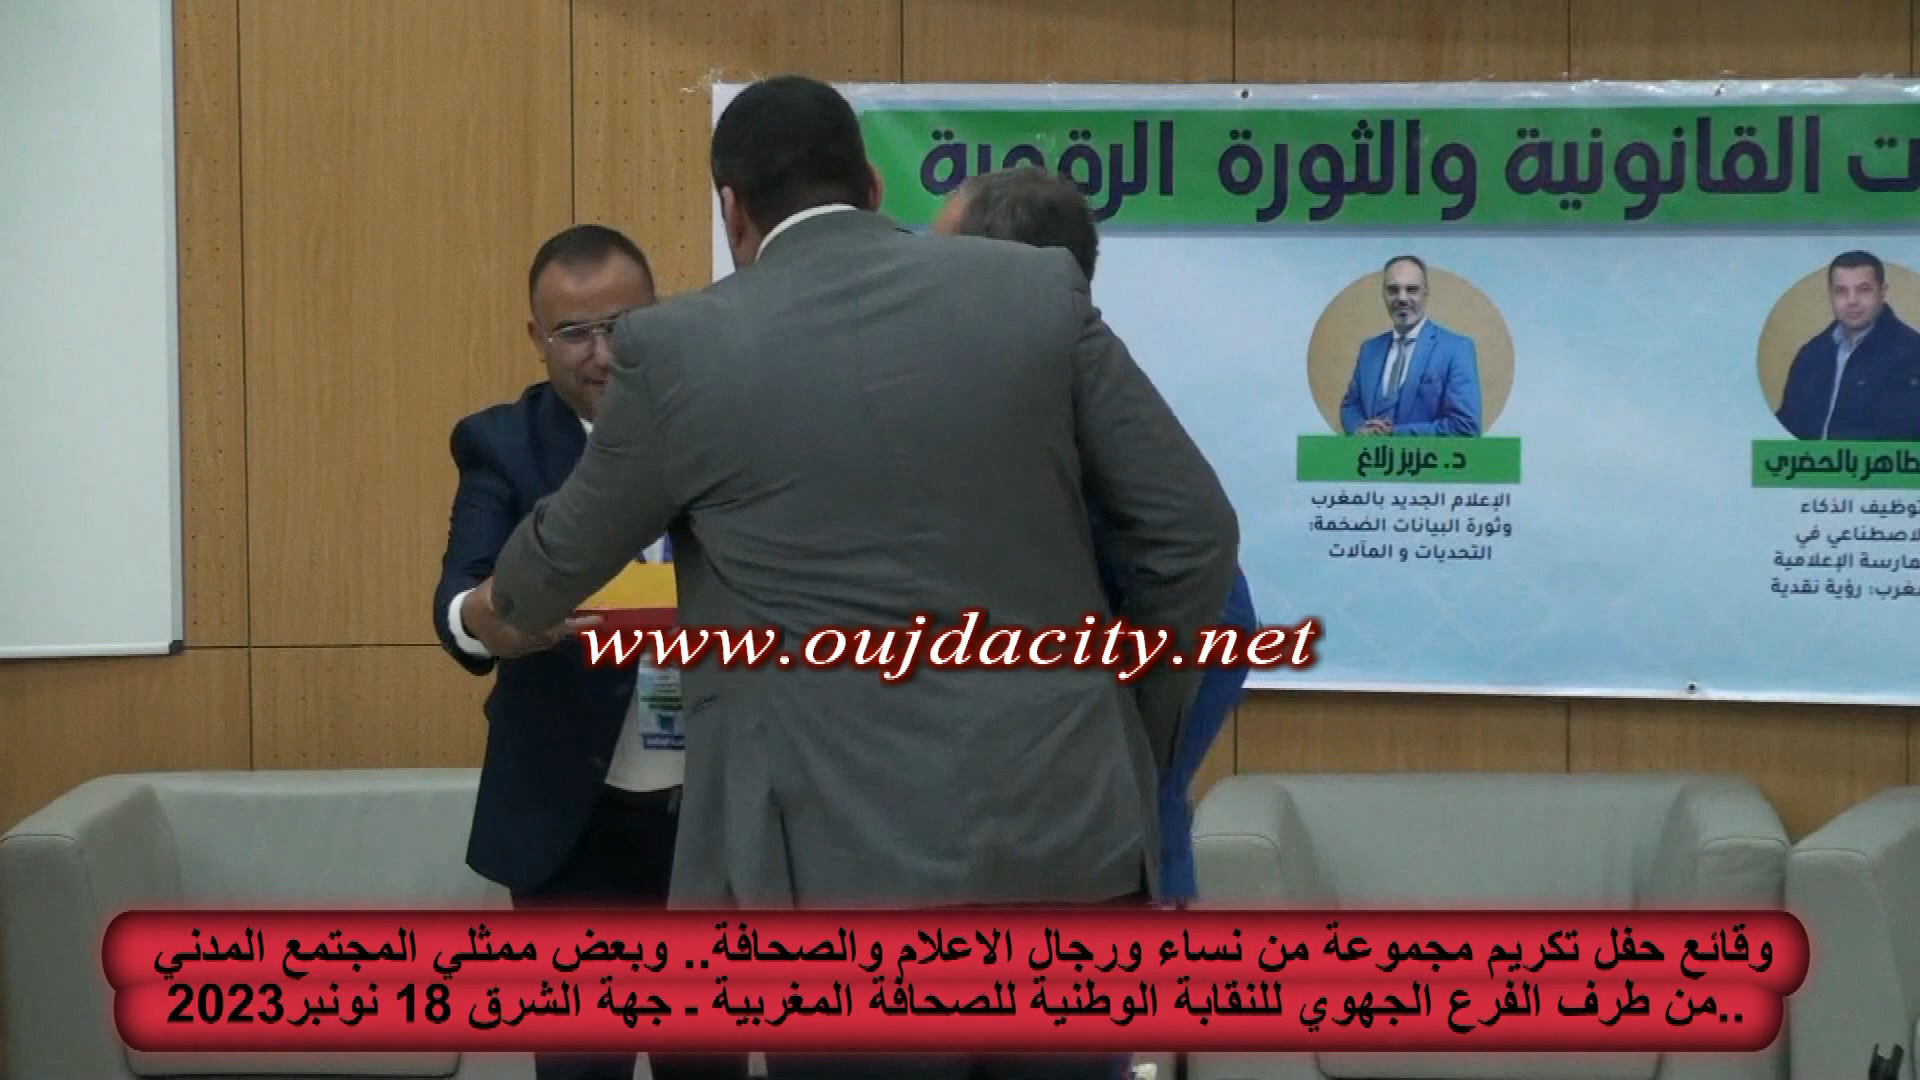 ت القانونية والثورة الرقمية
د. عزيز زلاغ
الإعلام الجديد بالمغرب
وثورة البيانات الضخمة:
التحديات و المآلات
طاهر بالحضري
توظيف الذكاء
لاصطناعي في
مارسة الإعلامية
مغرب: رؤية نقدية
www.oujdacity.net
وقائع حفل تكريم مجموعة من نساء ورجال الاعلام والصحافة.. وبعض ممثلي المجتمع المدني
..من طرف الفرع الجهوي للنقابة الوطنية للصحافة المغربية ـ جهة الشرق 18 نونبر2023